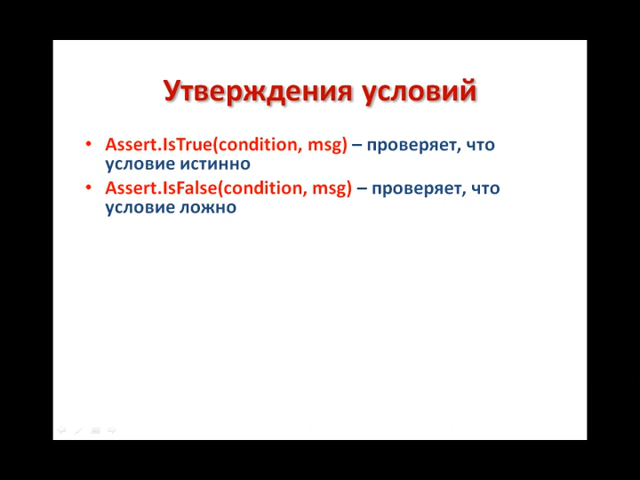 Утверждения условий
• Assert.IsTrue(condition, msg) – проверяет, что
условие истинно
• Assert.IsFalse(condition, msg) – проверяет, что
условие ложно